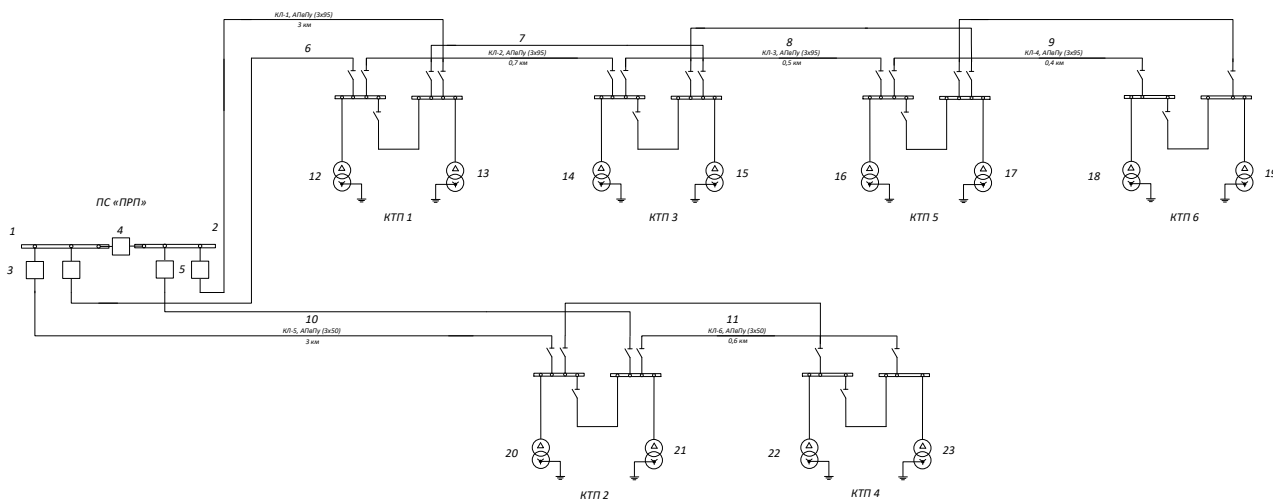 КЛ-1, АПвПу (3х95)
3 км
6
7
КЛ-2, АПвПу (3х95)
0,7 км
8
КЛ-3, АПвПу (3х95)
0,5 км
9
КЛ-4, АПвПу (3х95)
0,4 км
12
13
14
15
16
17
18
19
КТП 1
КТП 3
КТП 5
КТП 6
ПС «ПРП»
1
4
2
3
5
10
КЛ-5, АПвПу (3х50)
3 км
11
КЛ-6, АПвПу (3х50)
0,6 км
20
21
22
23
КТП 2
КТП 4